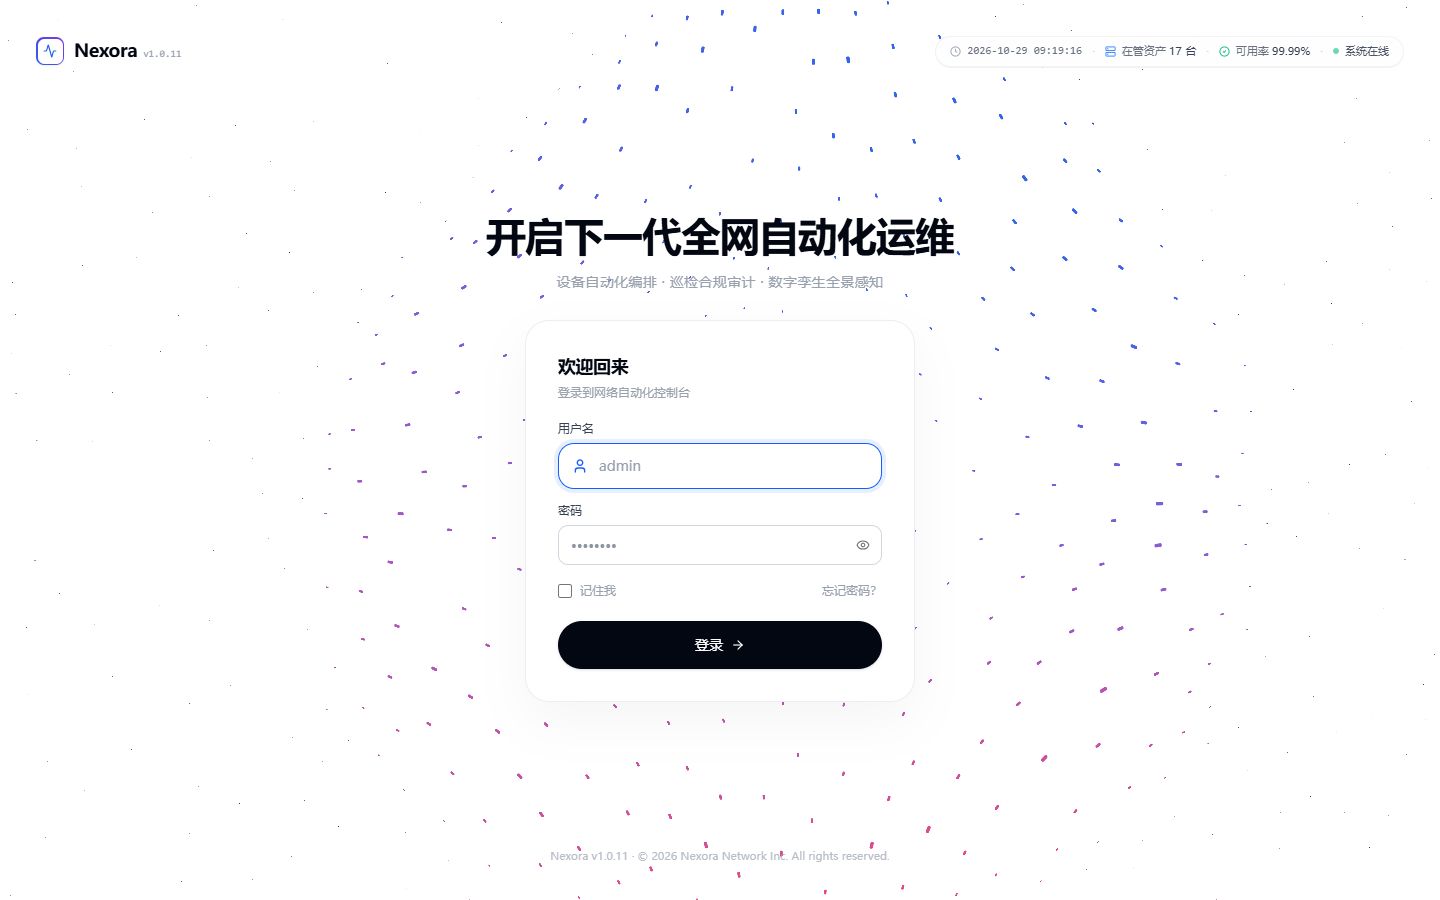 Nexora v1.0.11
2026-10-29 09:19:16 · 在管资产 17 台 · 可用率 99.99% · 系统在线
开启下一代全网自动化运维
设备自动化编排 · 巡检合规审计 · 数字孪生全景感知
欢迎回来
登录到网络自动化控制台
用户名
admin
密码
••••••••
记住我 忘记密码?
登录 →
Nexora v1.0.11 · © 2026 Nexora Network Inc. All rights reserved.